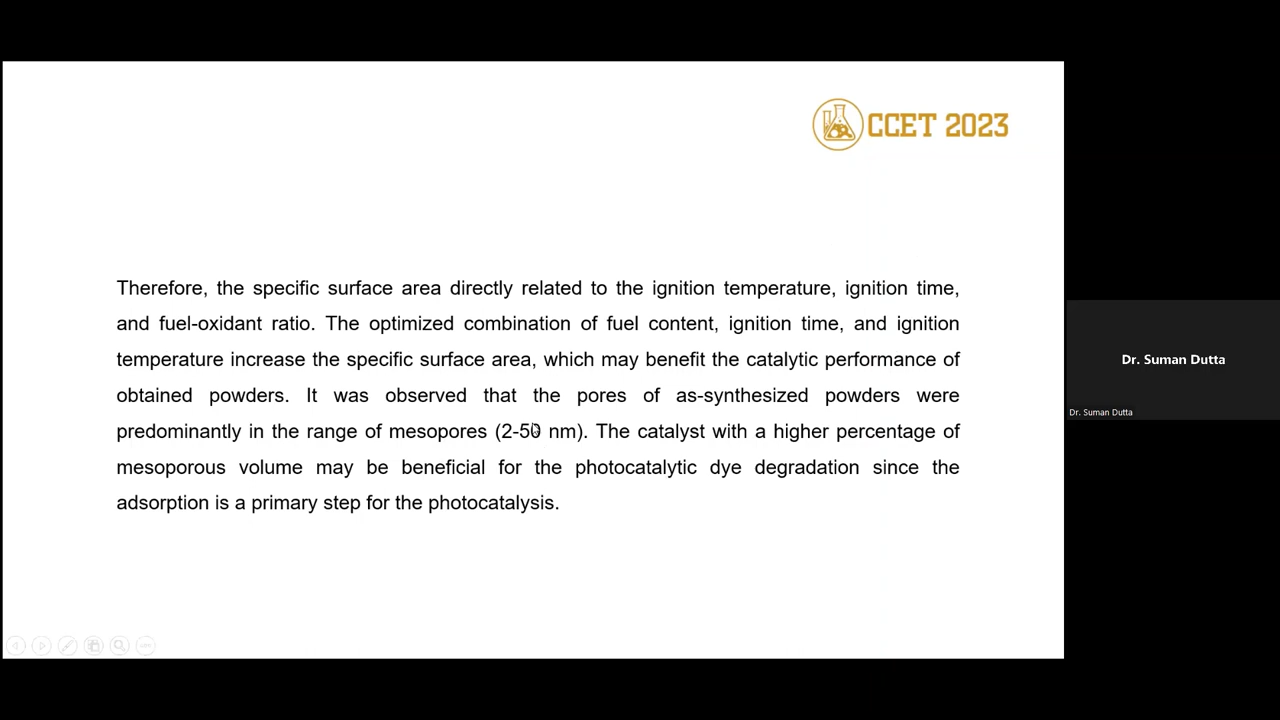 CCET 2023
Therefore, the specific surface area directly related to the ignition temperature, ignition time,
and fuel-oxidant ratio. The optimized combination of fuel content, ignition time, and ignition
temperature increase the specific surface area, which may benefit the catalytic performance of
obtained powders. It was observed that the pores of as-synthesized powders were
predominantly in the range of mesopores (2-50 nm). The catalyst with a higher percentage of
mesoporous volume may be beneficial for the photocatalytic dye degradation since the
adsorption is a primary step for the photocatalysis.
Dr. Suman Dutta
Dr. Suman Dutta